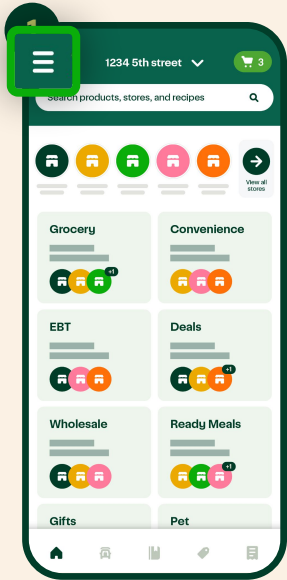 1
1234 5th street
3
Search products, stores, and recipes
View all
stores
Grocery
Convenience
+1
EBT
Deals
+1
Wholesale
Ready Meals
+1
Gifts
Pet